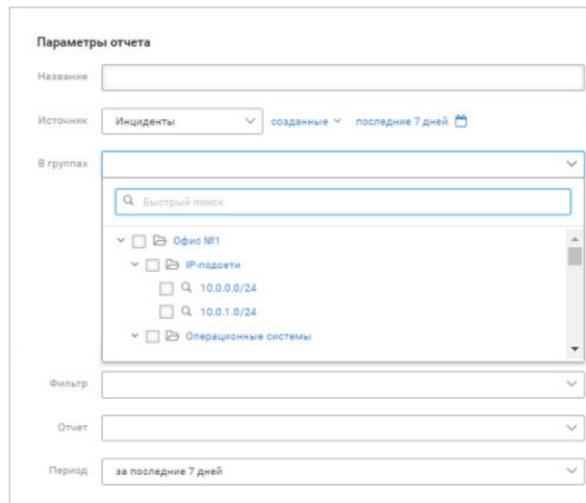 Параметры отчета
Название
Источник Инциденты созданные последние 7 дней
В группах
Быстрый поиск
Офис №1
IP-подсети
10.0.0.0/24
10.0.1.0/24
Операционные системы
Фильтр
Отчет
Период за последние 7 дней